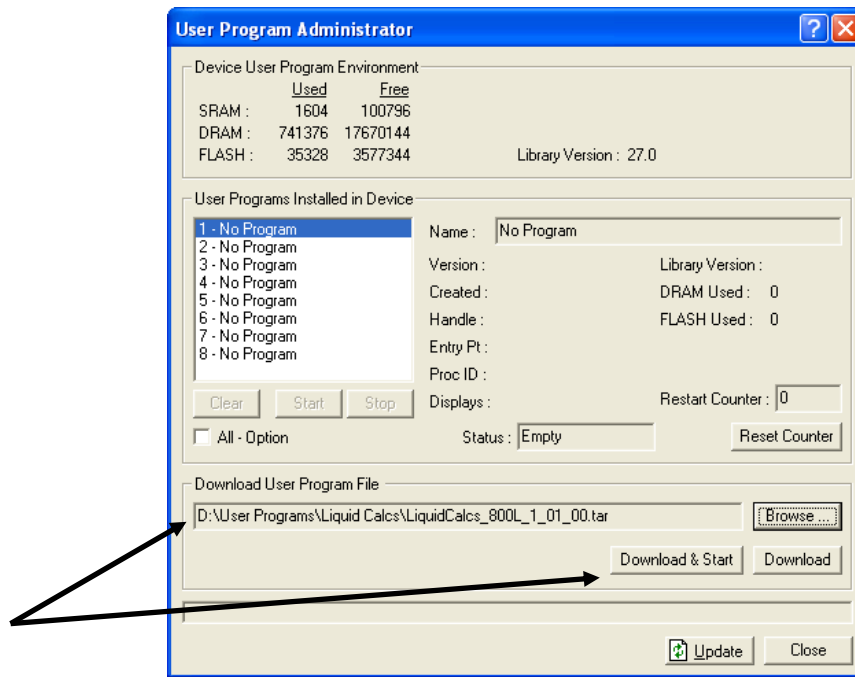 User Program Administrator
Device User Program Environment
Used Free
SRAM : 1604 100796
DRAM : 741376 17670144
FLASH : 35328 3577344 Library Version : 27.0
User Programs Installed in Device
1 - No Program
2 - No Program
3 - No Program
4 - No Program
5 - No Program
6 - No Program
7 - No Program
8 - No Program
Name : No Program
Version : Library Version :
Created : DRAM Used : 0
Handle : FLASH Used : 0
Entry Pt :
Proc ID :
Displays : Restart Counter : 0
Clear Start Stop
All - Option Status : Empty Reset Counter
Download User Program File
D:\User Programs\Liquid Calcs\LiquidCalcs_800L_1_01_00.tar Browse ...
Download & Start Download
Update Close